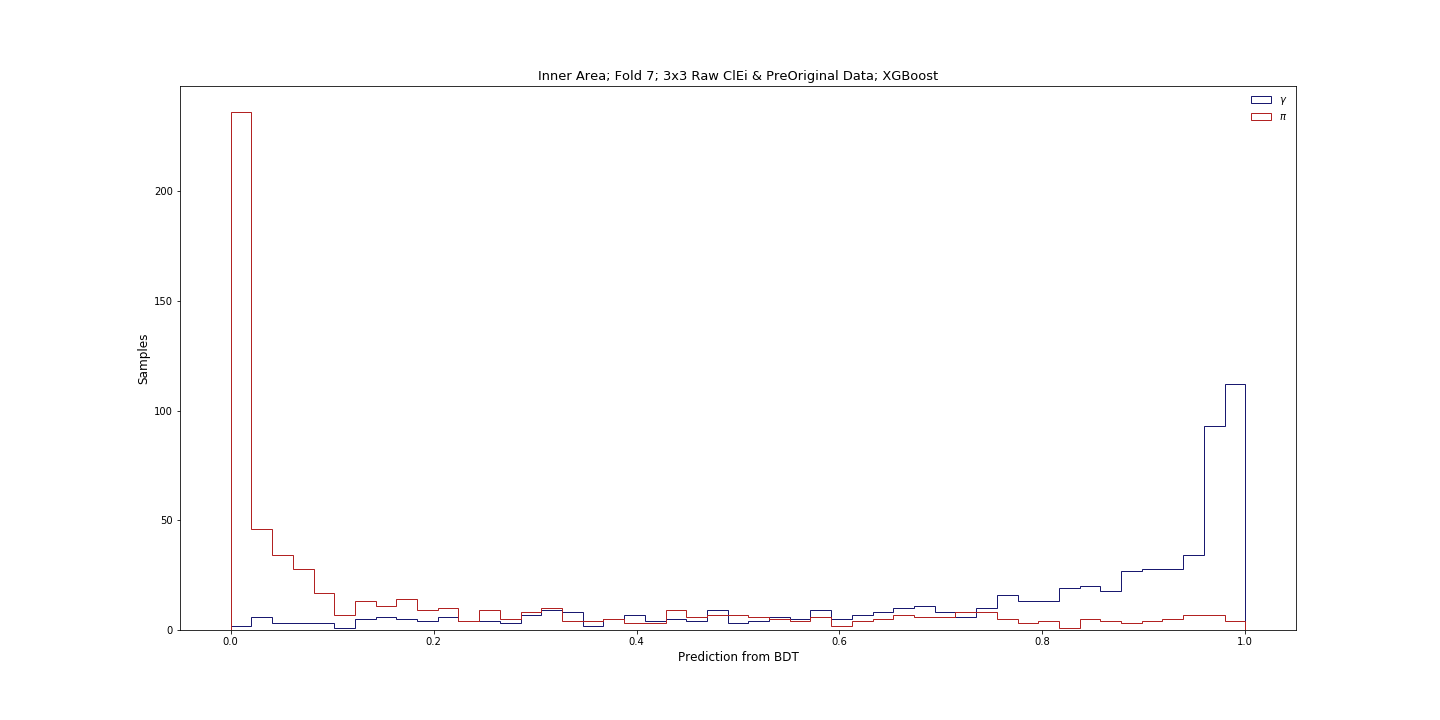 Inner Area; Fold 7; 3x3 Raw ClEi & PreOriginal Data; XGBoost
γ
π
200
150
100
50
0
Samples
0.0 0.2 0.4 0.6 0.8 1.0
Prediction from BDT